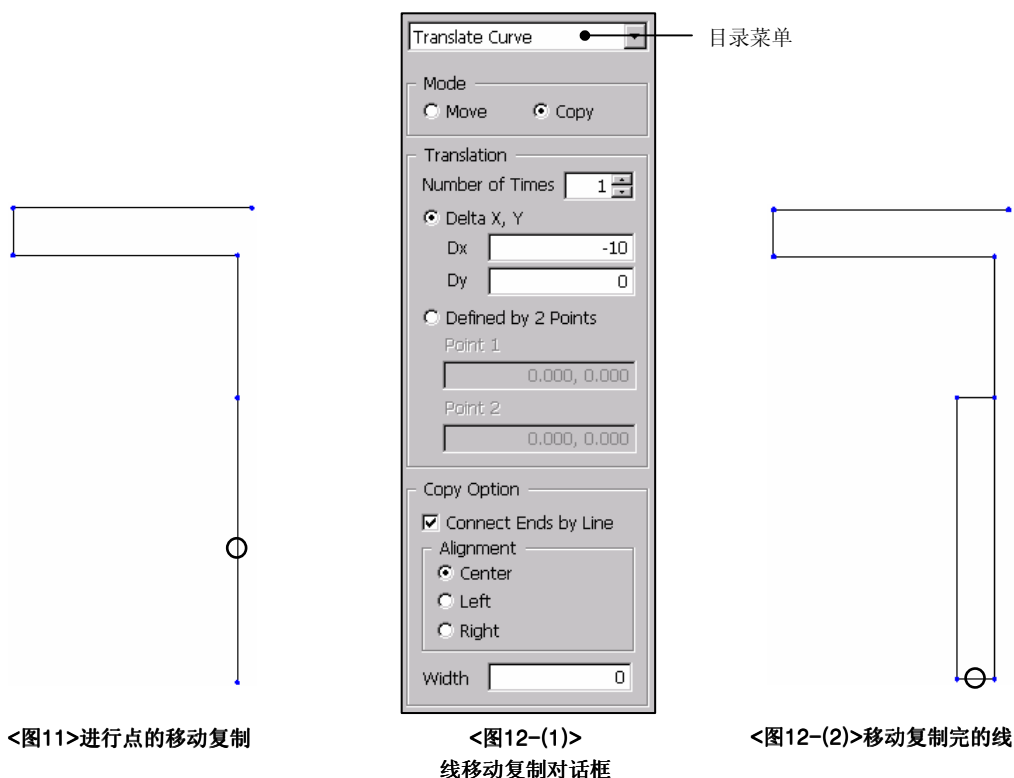 Translate Curve
目录菜单
Mode
Move
Copy
Translation
Number of Times
1
Delta X, Y
Dx
-10
Dy
0
Defined by 2 Points
Point 1
0.000, 0.000
Point 2
0.000, 0.000
Copy Option
Connect Ends by Line
Alignment
Center
Left
Right
Width
0
<图11>进行点的移动复制
<图12-(1)>
线移动复制对话框
<图12-(2)>移动复制完的线